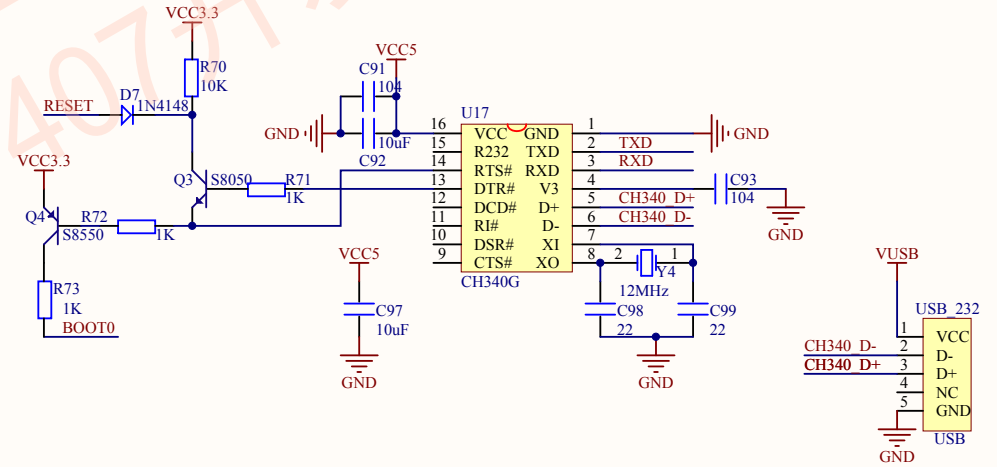 407开
VCC3.3
R70
10K
D7
RESET
1N4148
VCC5
C91
104
GND
10uF
C92
VCC3.3
Q3
S8050
R71
1K
Q4
S8550
R72
1K
R73
1K
BOOT0
U17
16 VCC GND 1
15 R232 TXD 2 TXD
14 RTS# RXD 3 RXD
13 DTR# V3 4
12 DCD# D+ 5 CH340_D+
11 RI# D- 6 CH340_D-
10 DSR# XI 7
9 CTS# XO 8
CH340G
GND
C93
104
GND
2 1
Y4
12MHz
C98
22
C99
22
GND
VCC5
C97
10uF
GND
VUSB
USB_232
1 VCC
CH340_D- 2 D-
CH340_D+ 3 D+
4 NC
5 GND
USB
GND